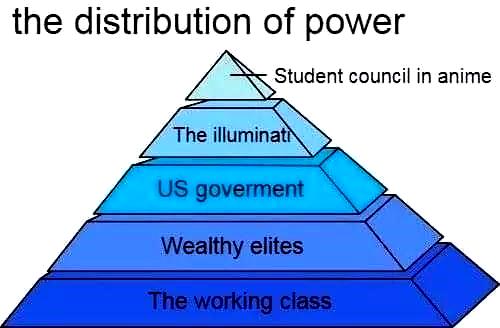 the distribution of power
Student council in anime
The illuminati
US goverment
Wealthy elites
The working class